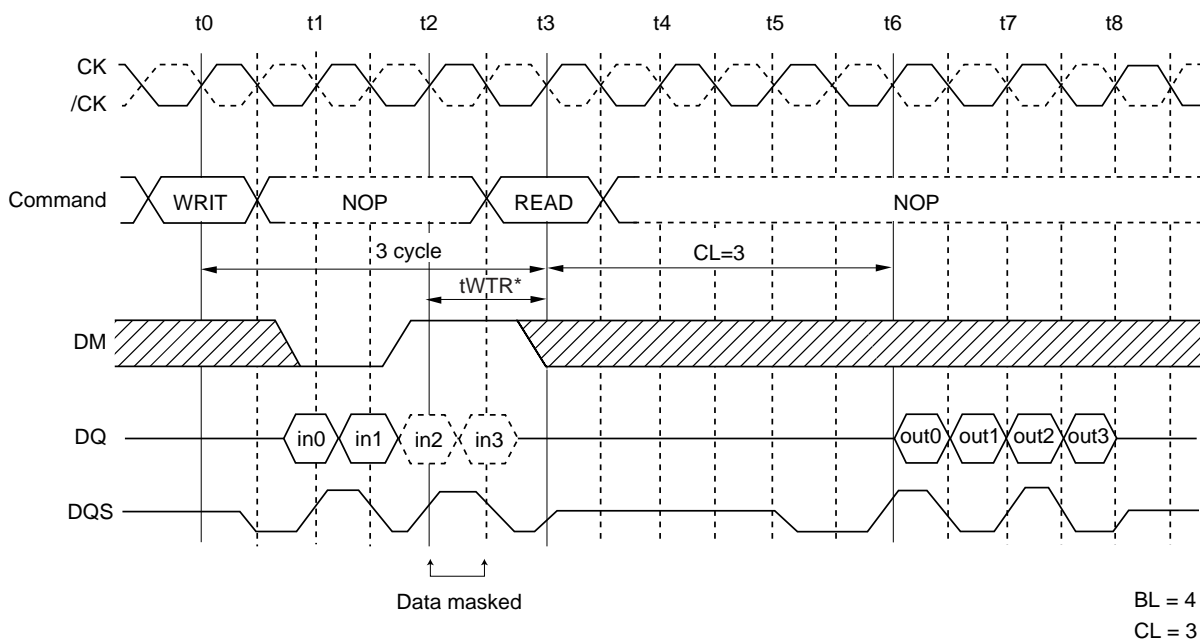 t0 t1 t2 t3 t4 t5 t6 t7 t8
CK
/CK
Command WRIT NOP READ NOP
3 cycle CL=3
tWTR*
DM
DQ in0 in1 in2 in3 out0 out1 out2 out3
DQS
Data masked
BL = 4
CL = 3